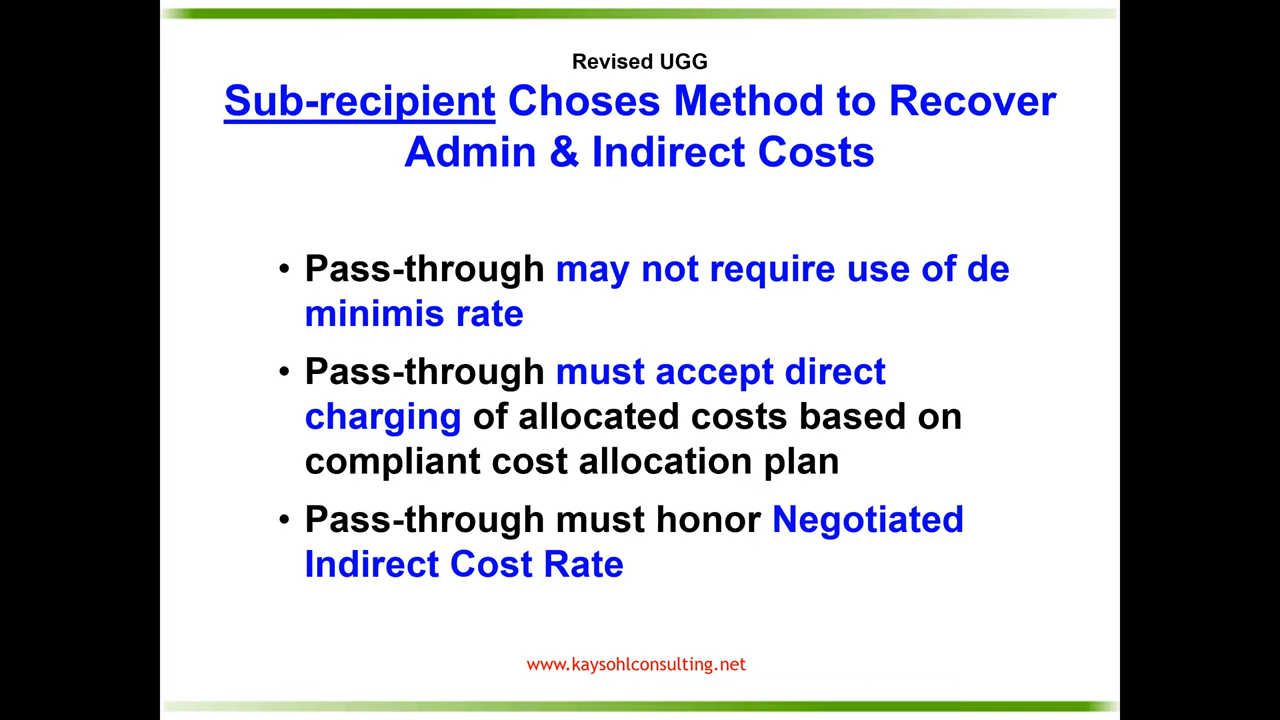 Revised UGG
Sub-recipient Choses Method to Recover
Admin & Indirect Costs
• Pass-through may not require use of de
minimis rate
• Pass-through must accept direct
charging of allocated costs based on
compliant cost allocation plan
• Pass-through must honor Negotiated
Indirect Cost Rate
www.kaysohlconsulting.net